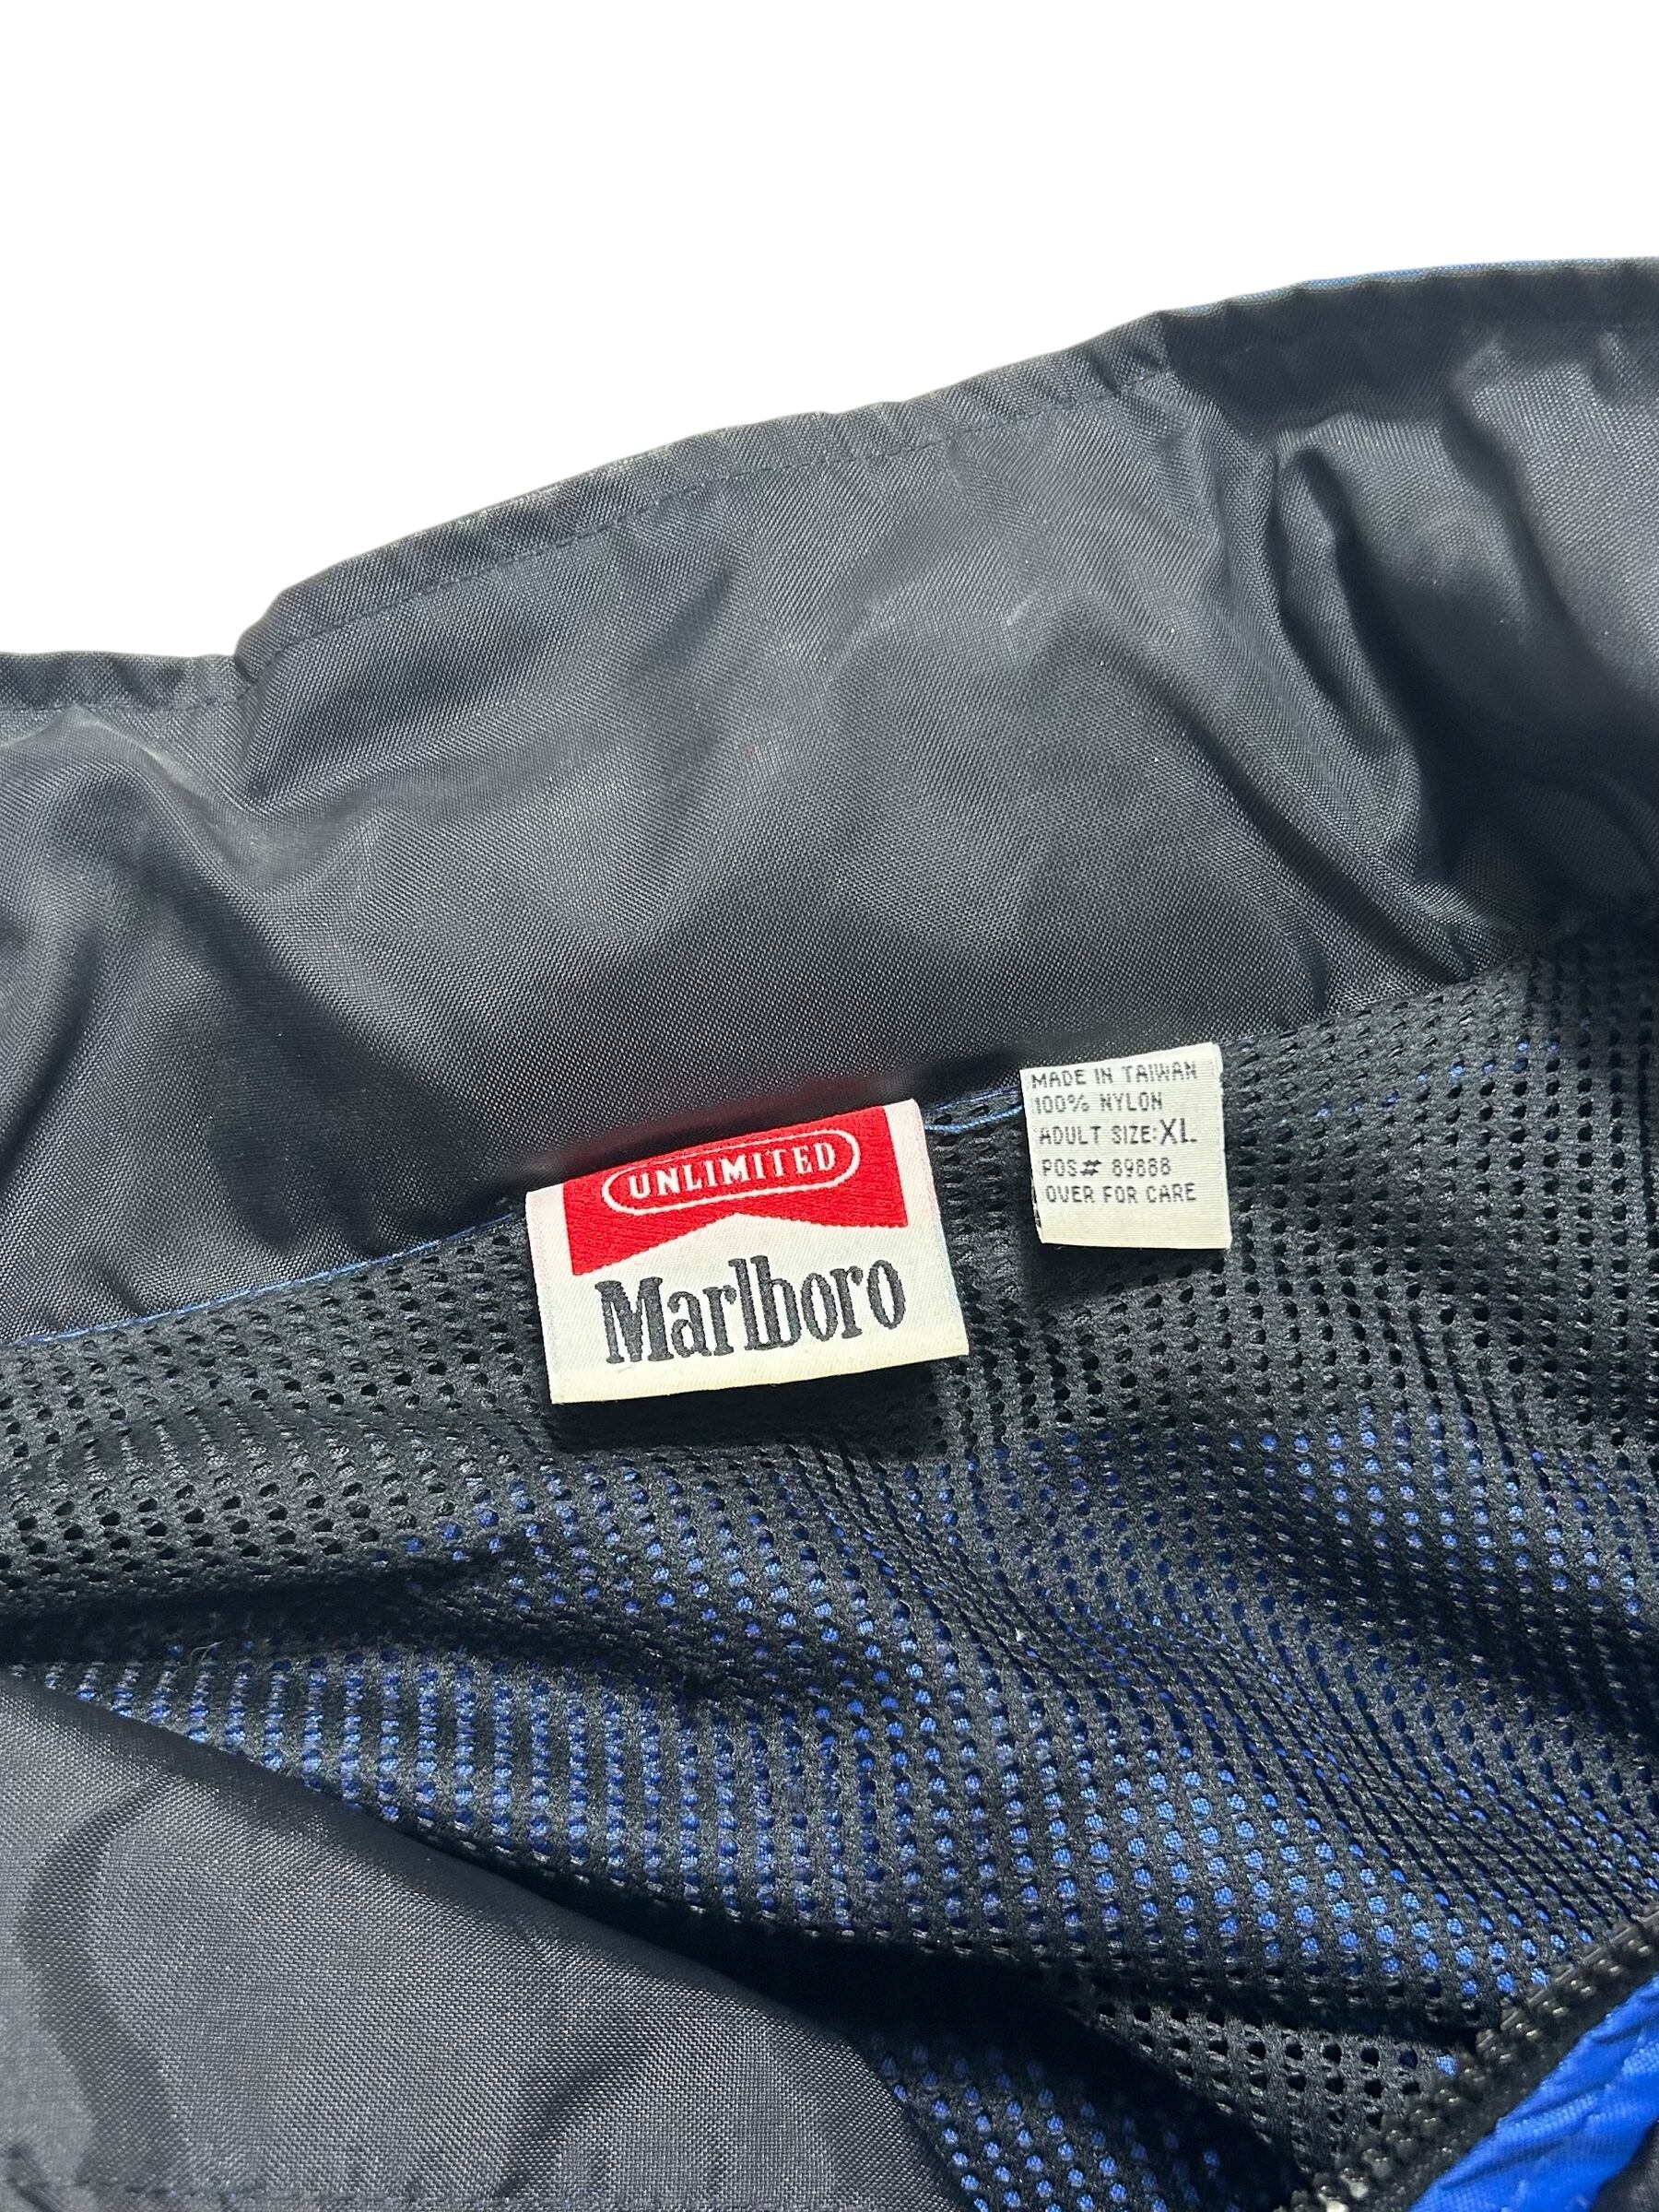 UNLIMITED
Marlboro
MADE IN TAIWAN
100% NYLON
ADULT SIZE: XL
POS# 89888
OVER FOR CARE